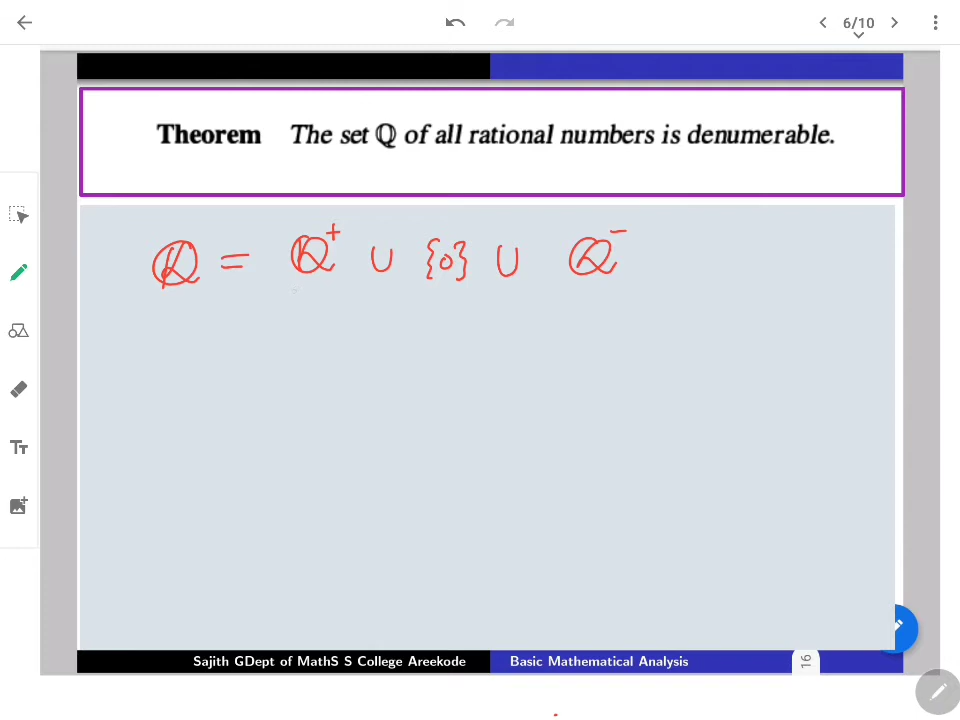 6/10
Theorem The set ℚ of all rational numbers is denumerable.
ℚ = ℚ⁺ ∪ {0} ∪ ℚ⁻
Tт
Sajith GDept of MathS S College Areekode Basic Mathematical Analysis 16